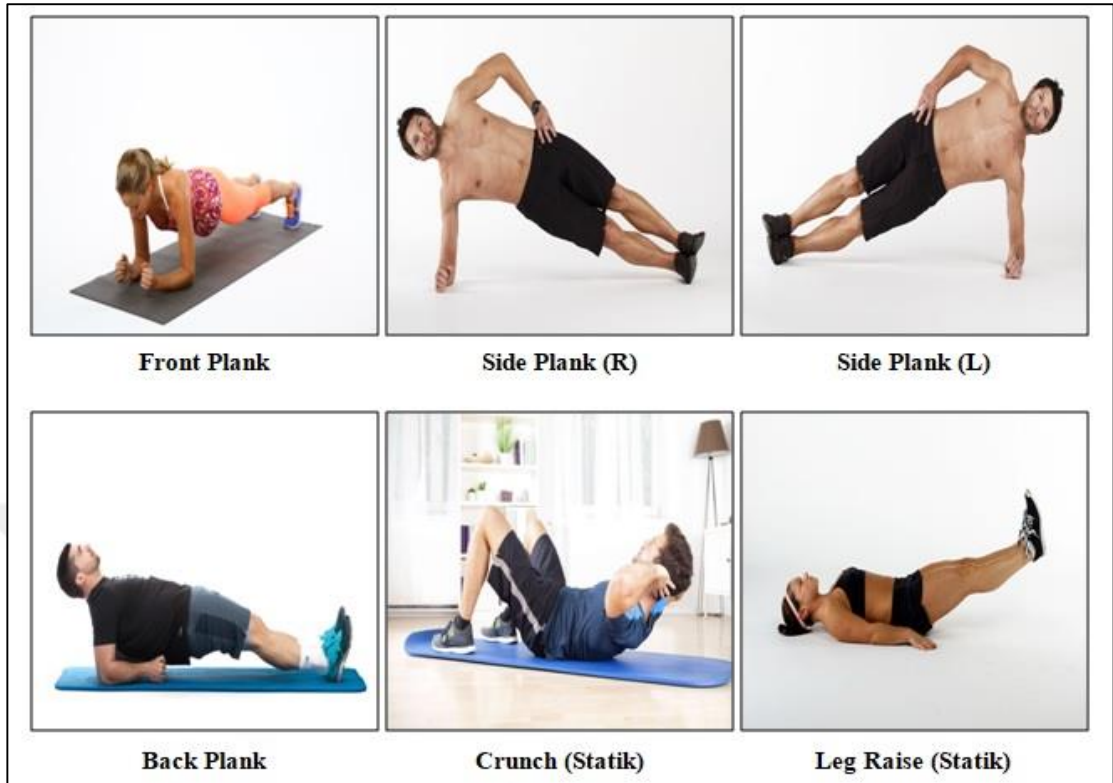 Front Plank
Side Plank (R)
Side Plank (L)
Back Plank
Crunch (Statik)
Leg Raise (Statik)